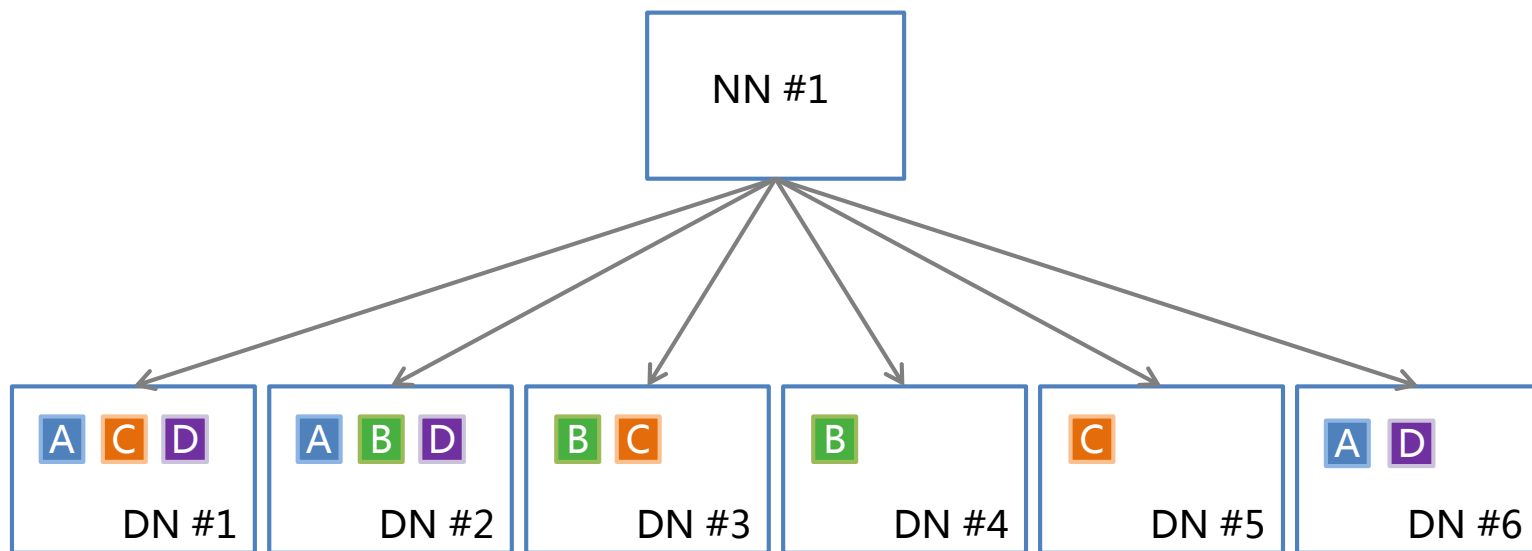 NN #1
A C D
DN #1
A B D
DN #2
B C
DN #3
B
DN #4
C
DN #5
A D
DN #6